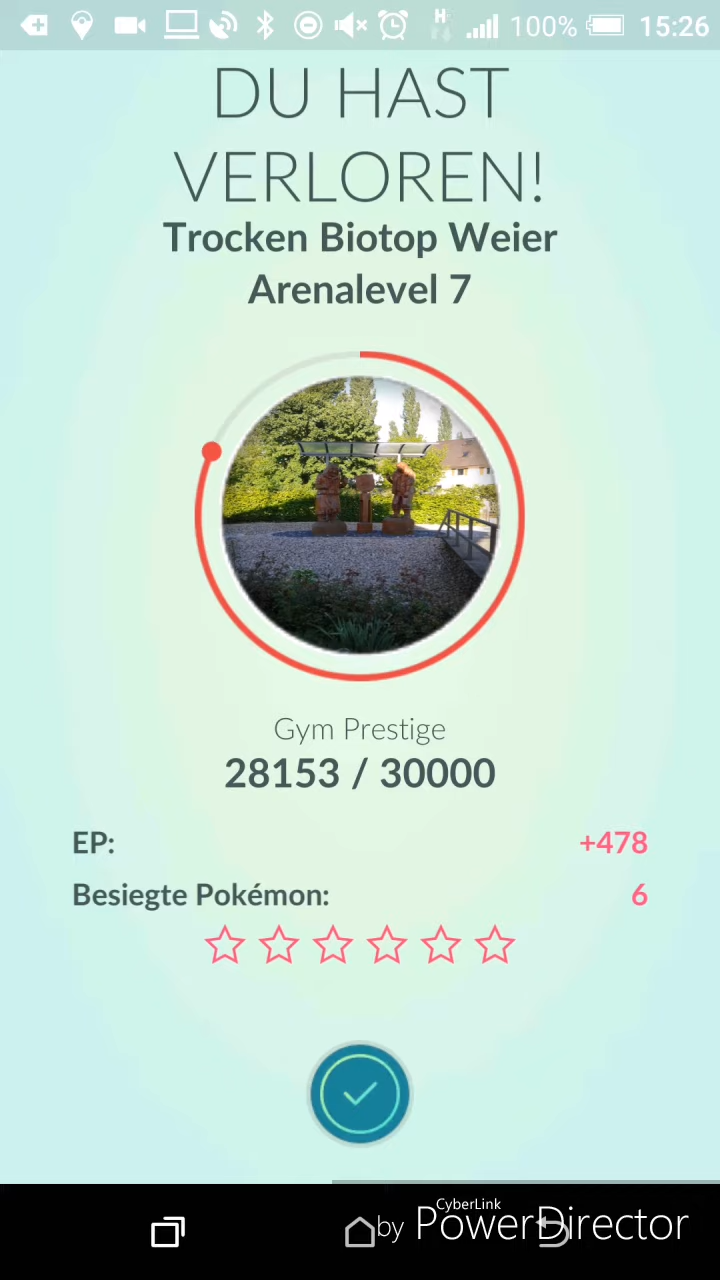 H
100%
15:26
DU HAST
VERLOREN!
Trocken Biotop Weier
Arenalevel 7
Gym Prestige
28153 / 30000
EP: +478
Besiegte Pokémon: 6
CyberLink
by PowerDirector